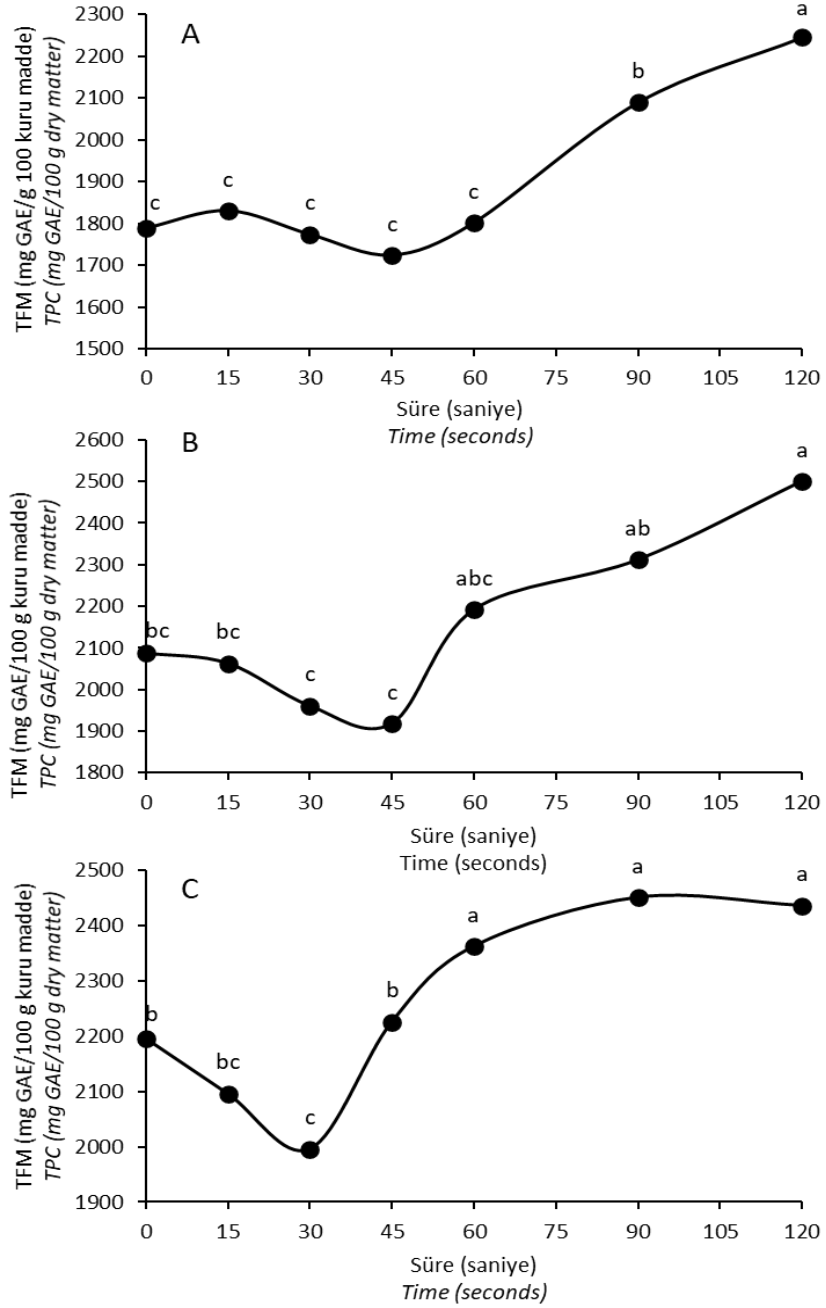 2300
2200
2100
2000
1900
1800
1700
1600
1500
A
c
c
c
c
c
b
a
0 15 30 45 60 75 90 105 120
TFM (mg GAE/g 100 kuru madde)
TPC (mg GAE/100 g dry matter)
Süre (saniye)
Time (seconds)
2600
2500
2400
2300
2200
2100
2000
1900
1800
B
bc
bc
c
c
abc
ab
a
0 15 30 45 60 75 90 105 120
TFM (mg GAE/100 g kuru madde)
TPC (mg GAE/100 g dry matter)
Süre (saniye)
Time (seconds)
2500
2400
2300
2200
2100
2000
1900
C
b
bc
c
b
a
a
a
0 15 30 45 60 75 90 105 120
TFM (mg GAE/100 g kuru madde)
TPC (mg GAE/100 g dry matter)
Süre (saniye)
Time (seconds)